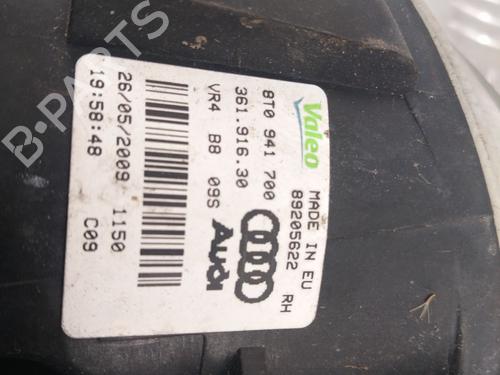 B-PARTS
Valeo
MADE IN EU RH
89205622
8T0 941 700
361.916.30
VR4 B8 09S
Audi
26/05/2009 1150
19:58:48 C09